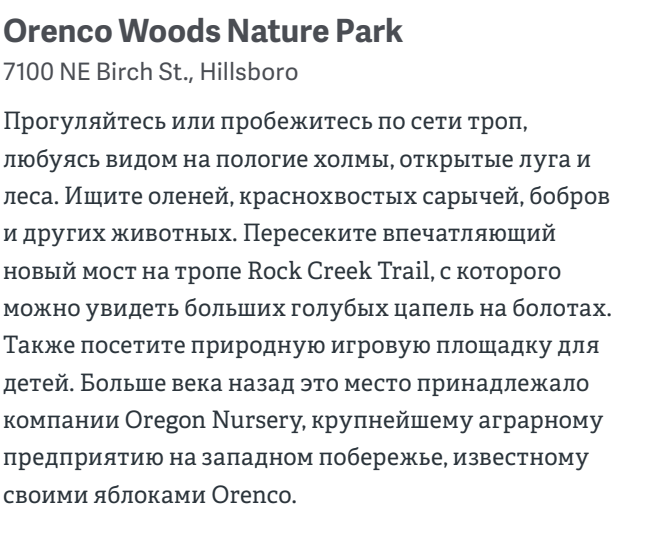 Orenco Woods Nature Park
7100 NE Birch St., Hillsboro
Прогуляйтесь или пробежитесь по сети троп,
любуясь видом на пологие холмы, открытые луга и
леса. Ищите оленей, краснохвостых сарычей, бобров
и других животных. Пересеките впечатляющий
новый мост на тропе Rock Creek Trail, с которого
можно увидеть больших голубых цапель на болотах.
Также посетите природную игровую площадку для
детей. Больше века назад это место принадлежало
компании Oregon Nursery, крупнейшему аграрному
предприятию на западном побережье, известному
своими яблоками Orenco.